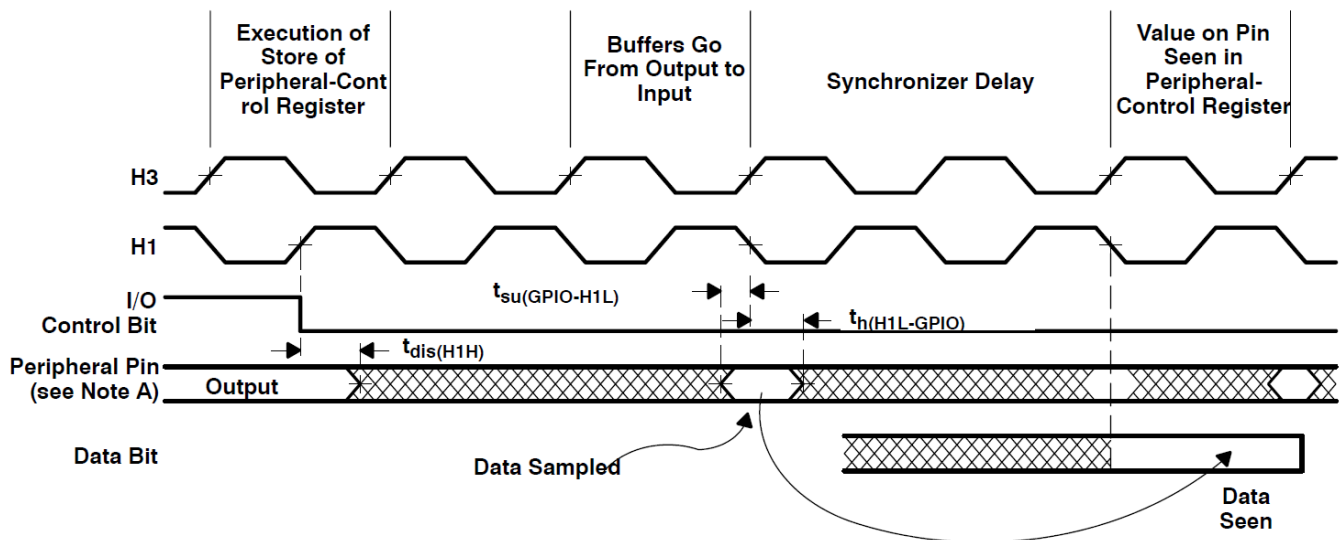 Execution of
Store of
Peripheral-Cont
rol Register
Buffers Go
From Output to
Input
Synchronizer Delay
Value on Pin
Seen in
Peripheral-
Control Register
H3
H1
I/O
Control Bit
tsu(GPIO-H1L)
th(H1L-GPIO)
tdis(H1H)
Peripheral Pin
(see Note A)
Output
Data Bit
Data Sampled
Data
Seen